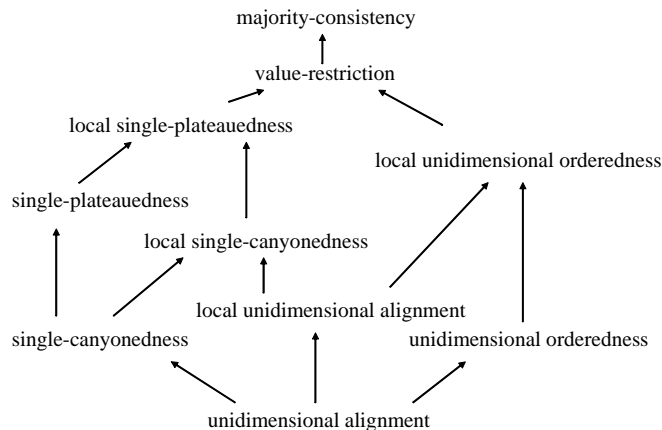 majority-consistency
value-restriction
local single-plateauedness
local unidimensional orderedness
single-plateauedness
local single-canyonedness
local unidimensional alignment
single-canyonedness
unidimensional orderedness
unidimensional alignment